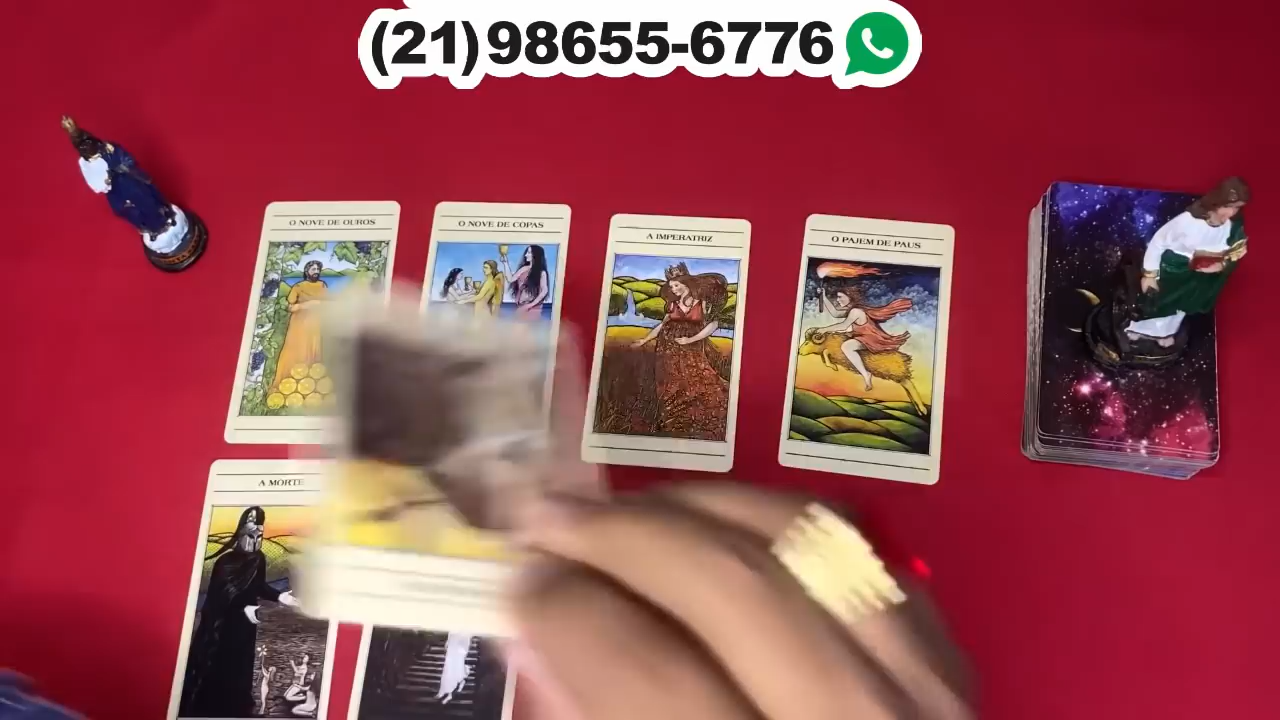 (21)98655-6776
O NOVE DE OUROS
O NOVE DE COPAS
A IMPERATRIZ
O PAJEM DE PAUS
A MORTE